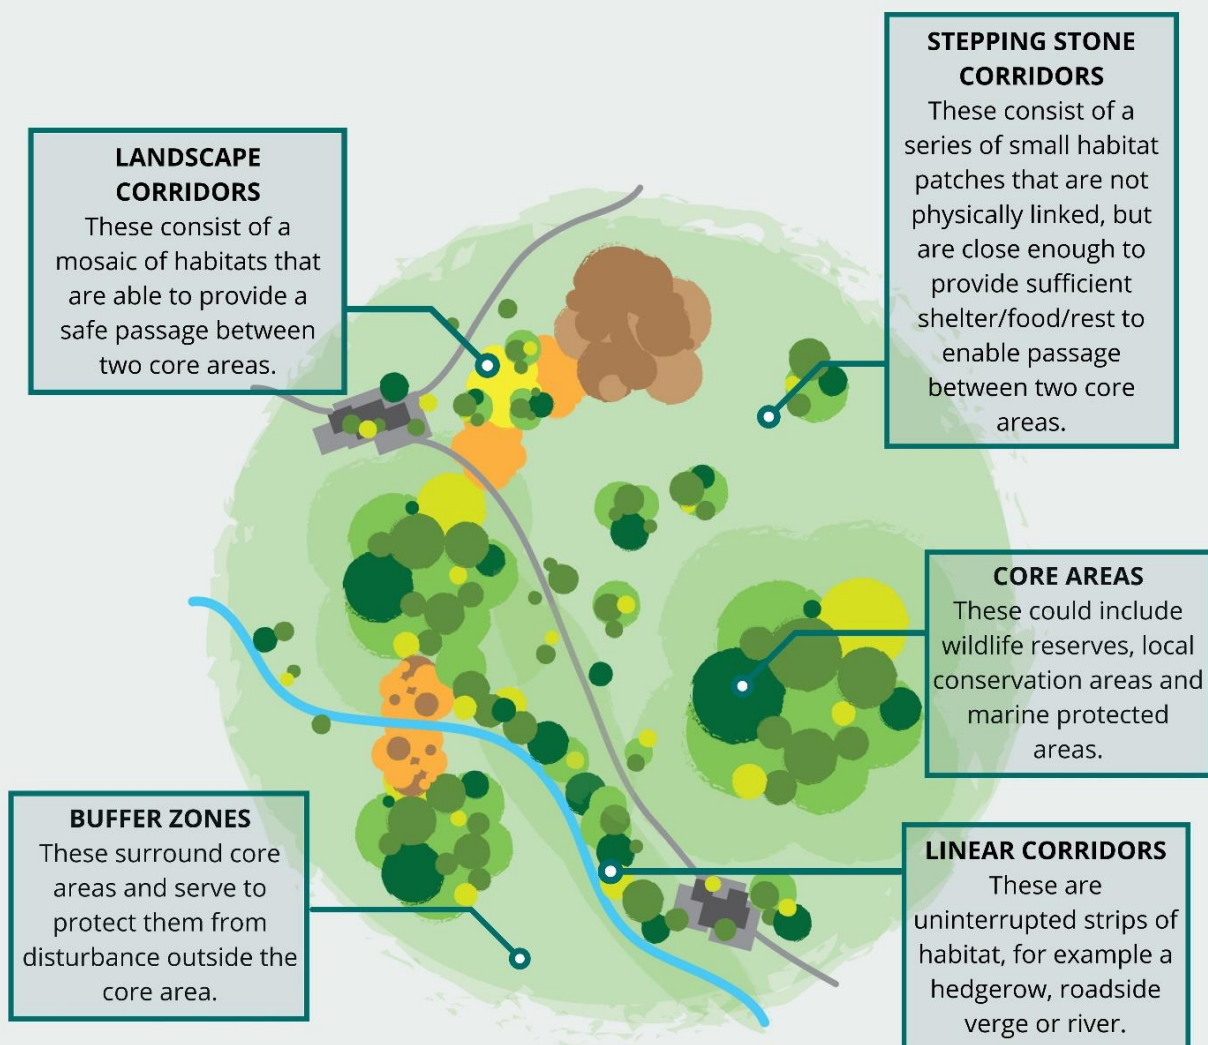 LANDSCAPE
CORRIDORS
These consist of a
mosaic of habitats that
are able to provide a
safe passage between
two core areas.
STEPPING STONE
CORRIDORS
These consist of a
series of small habitat
patches that are not
physically linked, but
are close enough to
provide sufficient
shelter/food/rest to
enable passage
between two core
areas.
CORE AREAS
These could include
wildlife reserves, local
conservation areas and
marine protected
areas.
BUFFER ZONES
These surround core
areas and serve to
protect them from
disturbance outside the
core area.
LINEAR CORRIDORS
These are
uninterrupted strips of
habitat, for example a
hedgerow, roadside
verge or river.